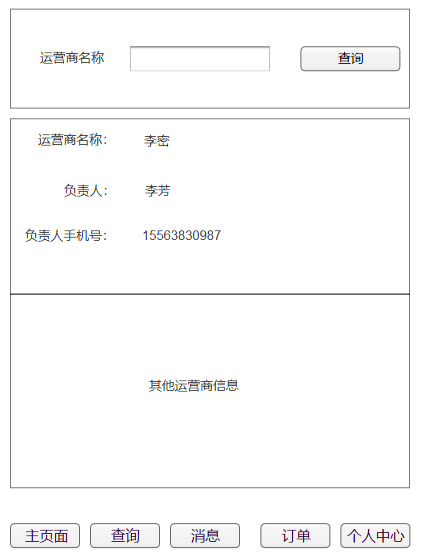 运营商名称 查询
运营商名称： 李密
负责人： 李芳
负责人手机号： 15563830987
其他运营商信息
主页面 查询 消息 订单 个人中心